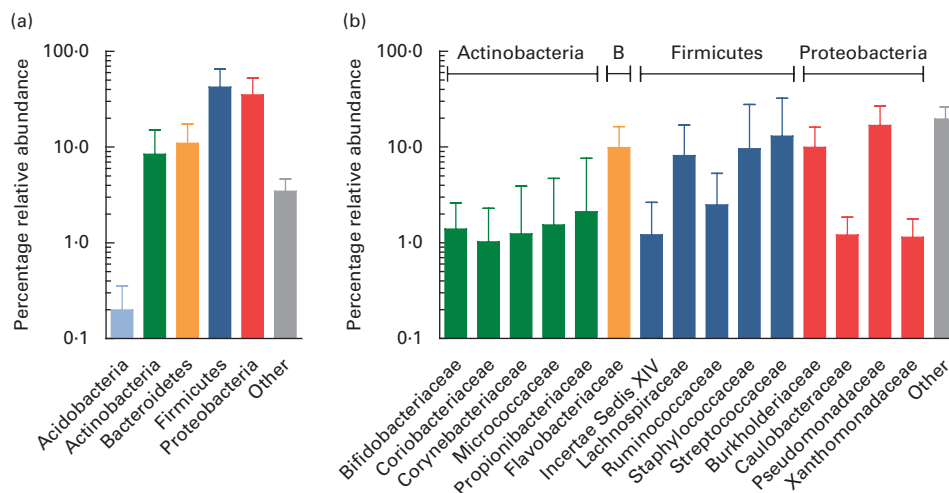 (a)
Percentage relative abundance
100·0
10·0
1·0
0·1
Acidobacteria
Actinobacteria
Bacteroidetes
Firmicutes
Proteobacteria
Other
(b)
Percentage relative abundance
100·0
10·0
1·0
0·1
Actinobacteria
B
Firmicutes
Proteobacteria
Bifidobacteriaceae
Coriobacteriaceae
Corynebacteriaceae
Micrococcaceae
Propionibacteriaceae
Flavobacteriaceae
Incertae Sedis XIV
Lachnospiraceae
Ruminococcaceae
Staphylococcaceae
Streptococcaceae
Burkholderiaceae
Caulobacteraceae
Pseudomonadaceae
Xanthomonadaceae
Other